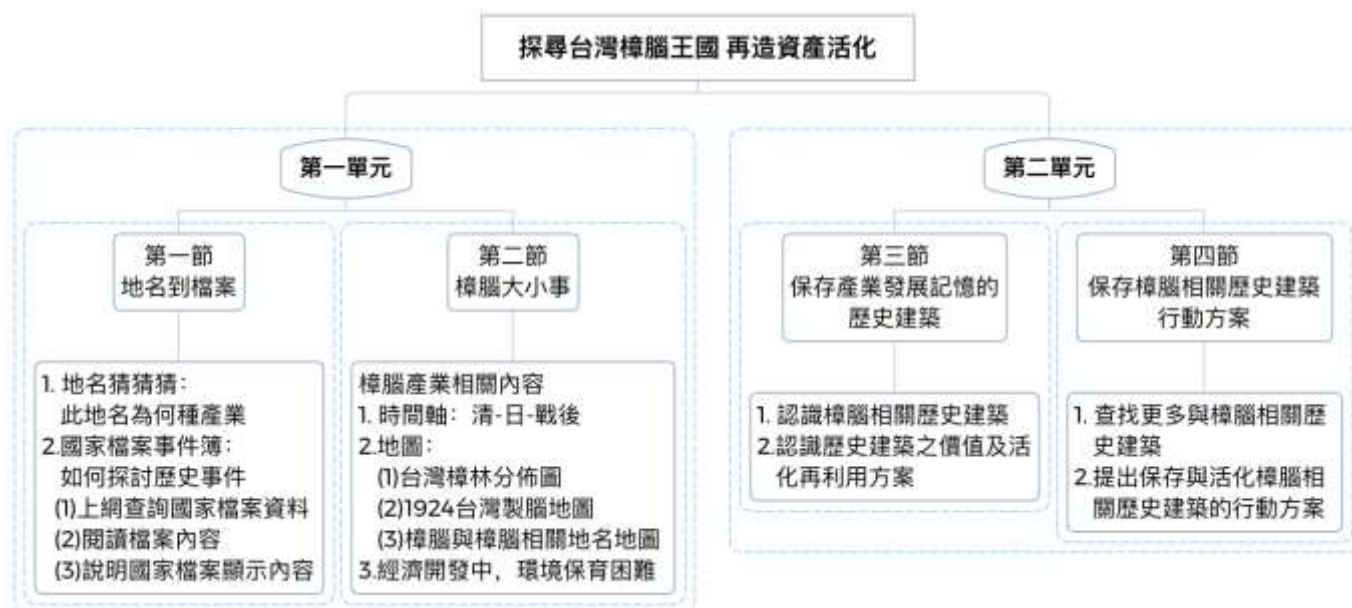 探尋台灣樟腦王國 再造資產活化
第一單元
第一節
地名到檔案
1. 地名猜猜猜：
此地名為何種產業
2.國家檔案事件簿：
如何探討歷史事件
(1)上網查詢國家檔案資料
(2)閱讀檔案內容
(3)說明國家檔案顯示內容
第二節
樟腦大小事
樟腦產業相關內容
1. 時間軸：清-日-戰後
2.地圖：
(1)台灣樟林分佈圖
(2)1924台灣製腦地圖
(3)樟腦與樟腦相關地名地圖
3.經濟開發中，環境保育困難
第二單元
第三節
保存產業發展記憶的
歷史建築
1. 認識樟腦相關歷史建築
2.認識歷史建築之價值及活
化再利用方案
第四節
保存樟腦相關歷史建築
行動方案
1. 查找更多與樟腦相關歷
史建築
2.提出保存與活化樟腦相
關歷史建築的行動方案